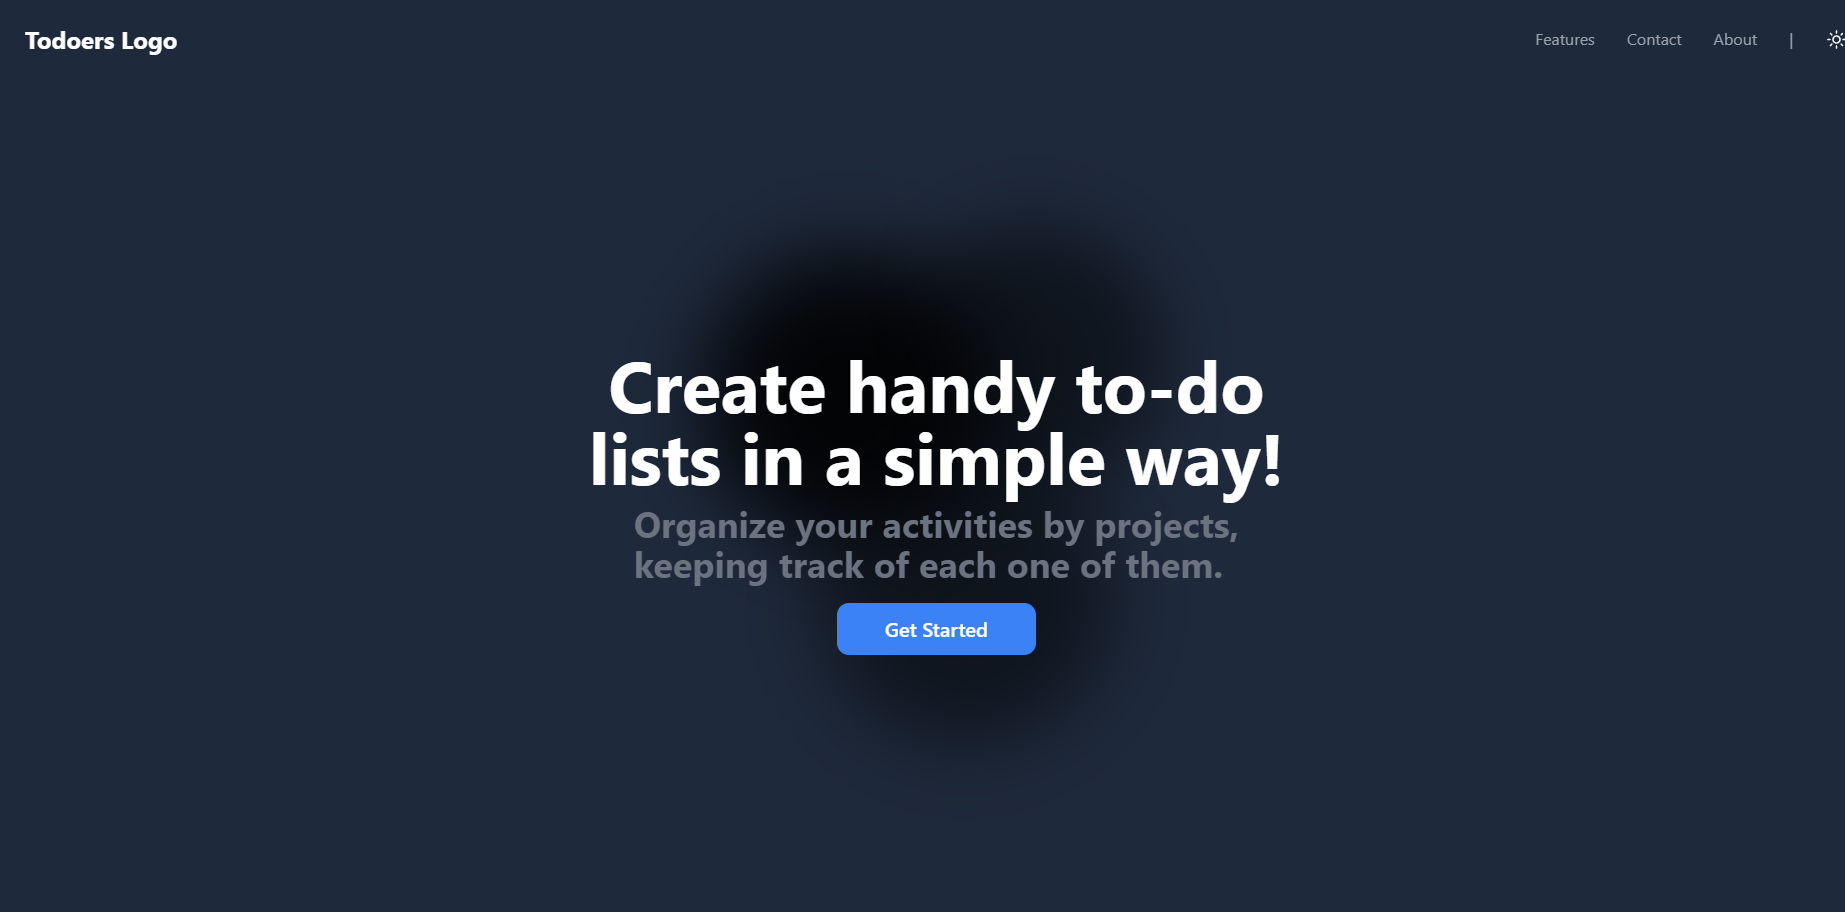 Todoers Logo
Features
Contact
About
|
Create handy to-do
lists in a simple way!
Organize your activities by projects,
keeping track of each one of them.
Get Started